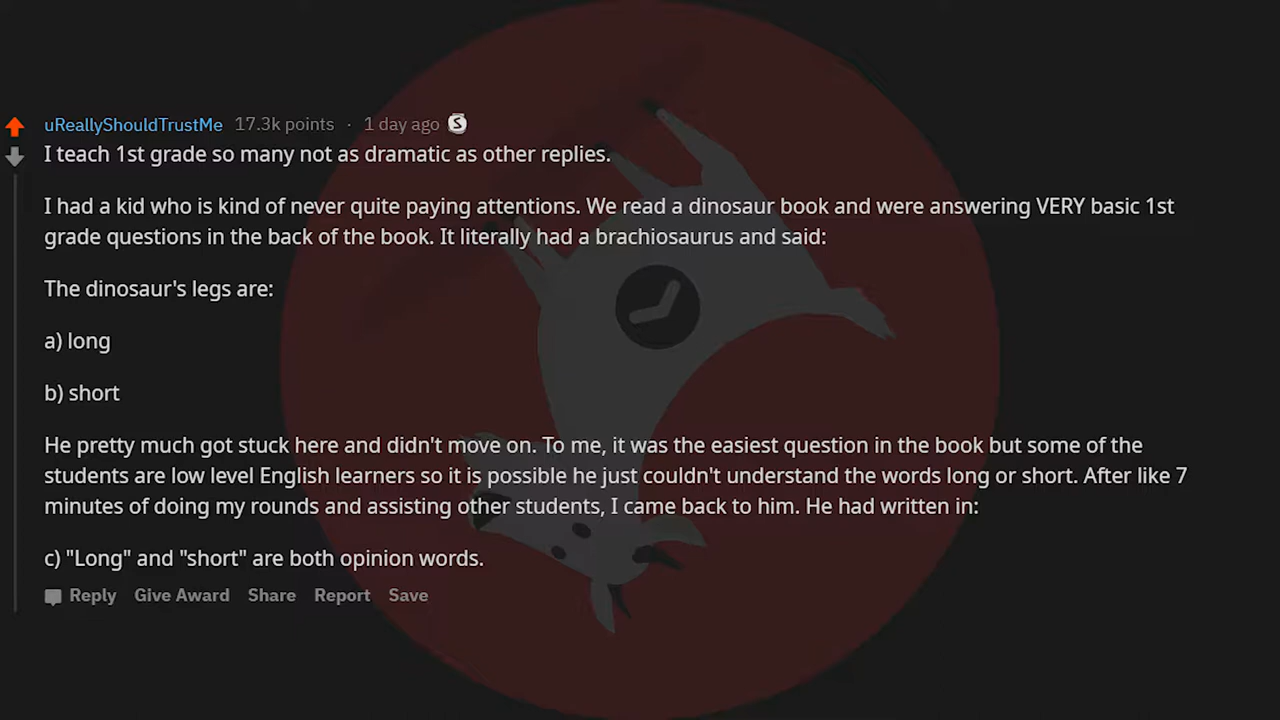 uReallyShouldTrustMe 17.3k points · 1 day ago S
I teach 1st grade so many not as dramatic as other replies.
I had a kid who is kind of never quite paying attentions. We read a dinosaur book and were answering VERY basic 1st
grade questions in the back of the book. It literally had a brachiosaurus and said:
The dinosaur's legs are:
a) long
b) short
He pretty much got stuck here and didn't move on. To me, it was the easiest question in the book but some of the
students are low level English learners so it is possible he just couldn't understand the words long or short. After like 7
minutes of doing my rounds and assisting other students, I came back to him. He had written in:
c) "Long" and "short" are both opinion words.
Reply Give Award Share Report Save